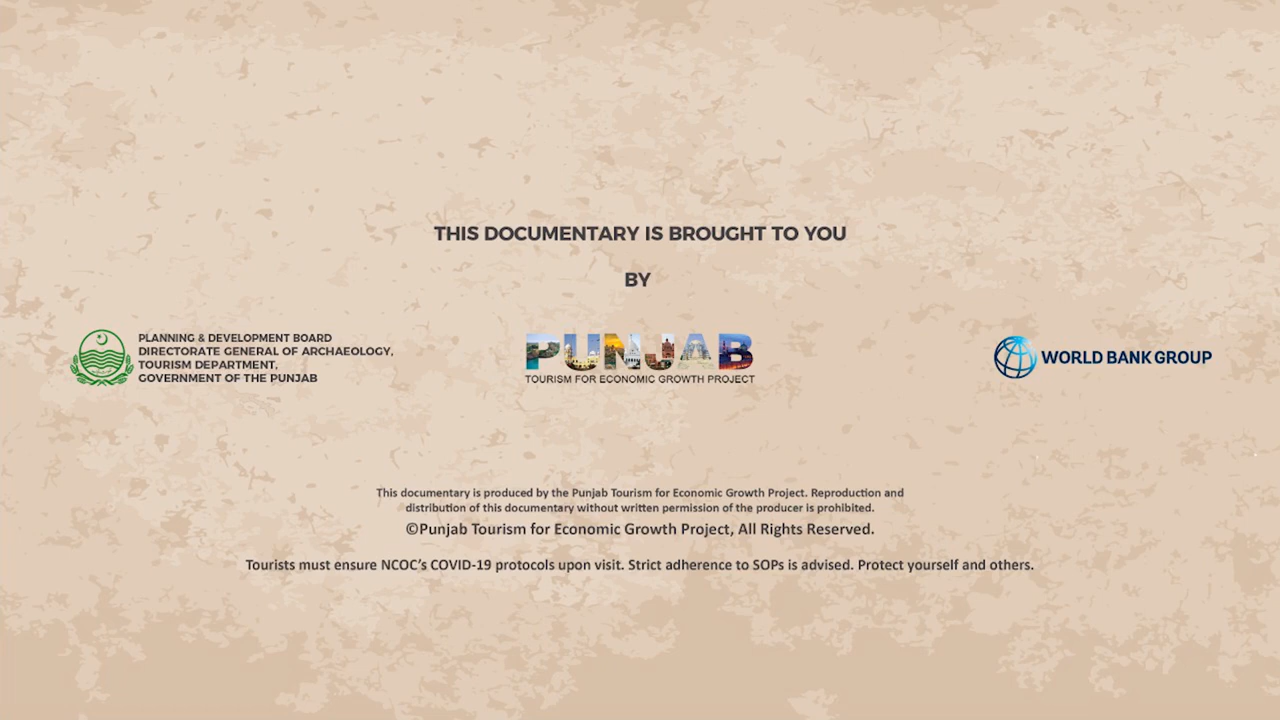 THIS DOCUMENTARY IS BROUGHT TO YOU
BY
PLANNING & DEVELOPMENT BOARD
DIRECTORATE GENERAL OF ARCHAEOLOGY,
TOURISM DEPARTMENT,
GOVERNMENT OF THE PUNJAB
PUNJAB
TOURISM FOR ECONOMIC GROWTH PROJECT
WORLD BANK GROUP
This documentary is produced by the Punjab Tourism for Economic Growth Project. Reproduction and
distribution of this documentary without written permission of the producer is prohibited.
©Punjab Tourism for Economic Growth Project, All Rights Reserved.
Tourists must ensure NCOC’s COVID-19 protocols upon visit. Strict adherence to SOPs is advised. Protect yourself and others.